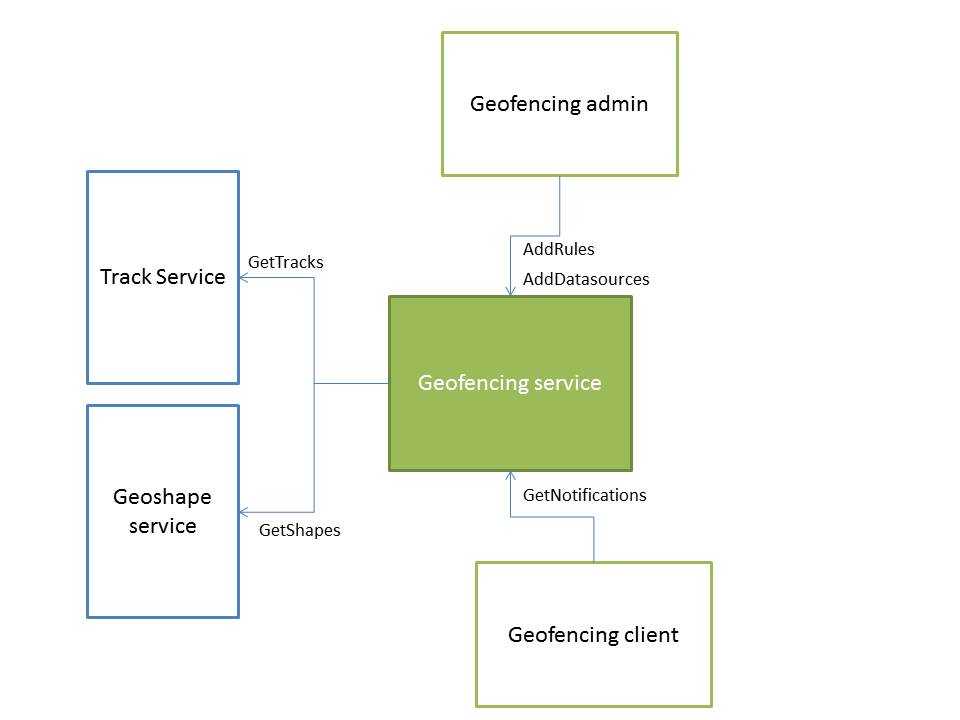 Geofencing admin
AddRules
AddDatasources
Track Service
GetTracks
Geofencing service
Geoshape
service
GetShapes
GetNotifications
Geofencing client